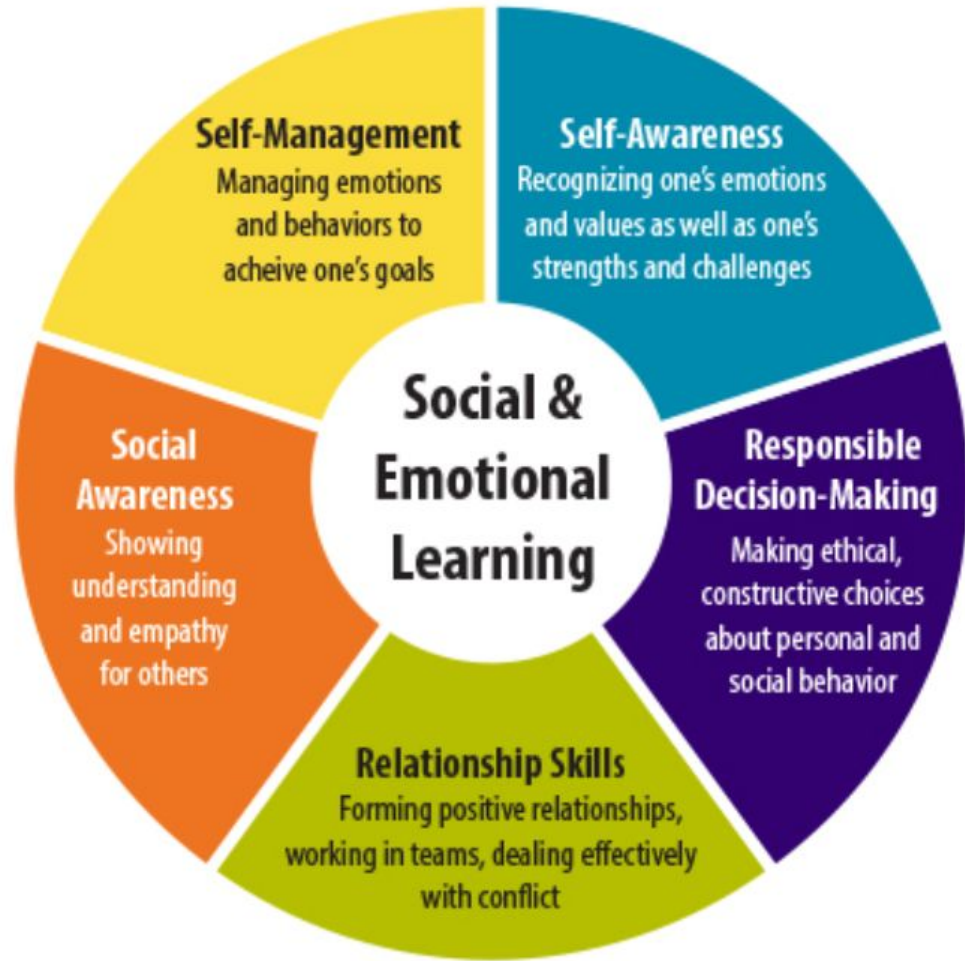 Self-Management
Managing emotions
and behaviors to
acheive one's goals
Self-Awareness
Recognizing one's emotions
and values as well as one's
strengths and challenges
Social &
Emotional
Learning
Social
Awareness
Showing
understanding
and empathy
for others
Responsible
Decision-Making
Making ethical,
constructive choices
about personal and
social behavior
Relationship Skills
Forming positive relationships,
working in teams, dealing effectively
with conflict